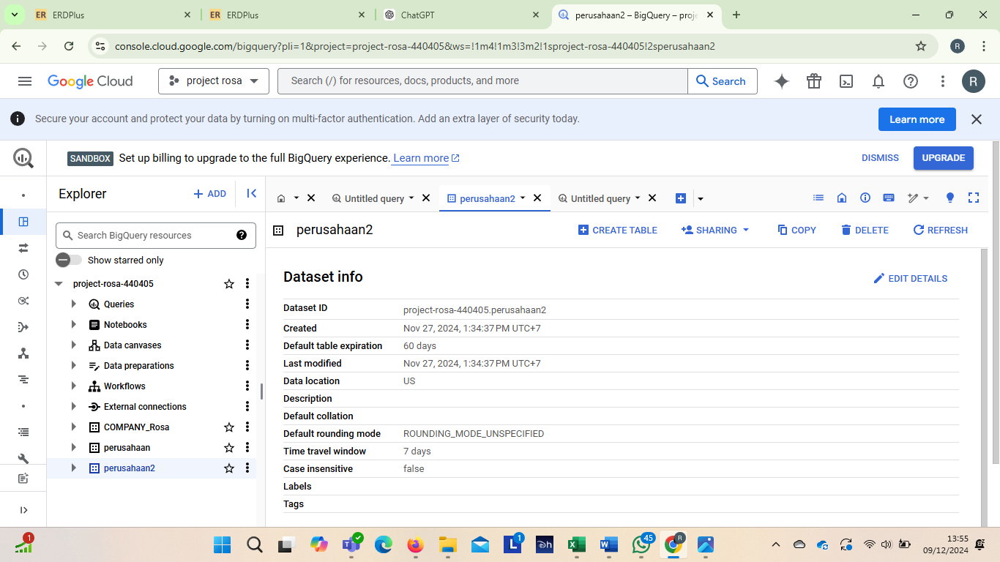 ERDPlus
ERDPlus
ChatGPT
perusahaan2 – BigQuery – proje
console.cloud.google.com/bigquery?pli=1&project=project-rosa-440405&ws=!1m4!1m3!3m2!1sproject-rosa-440405!2sperusahaan2
R
Google Cloud
project rosa
Search (/) for resources, docs, products, and more
Search
R
Secure your account and protect your data by turning on multi-factor authentication. Add an extra layer of security today.
Learn more
SANDBOX Set up billing to upgrade to the full BigQuery experience. Learn more
DISMISS
UPGRADE
Explorer
+ ADD
Untitled query
perusahaan2
Untitled query
Search BigQuery resources
perusahaan2
CREATE TABLE
SHARING
COPY
DELETE
REFRESH
Show starred only
project-rosa-440405
Queries
Notebooks
Data canvases
Data preparations
Workflows
External connections
COMPANY_Rosa
perusahaan
perusahaan2
Dataset info
EDIT DETAILS
Dataset ID project-rosa-440405.perusahaan2
Created Nov 27, 2024, 1:34:37 PM UTC+7
Default table expiration 60 days
Last modified Nov 27, 2024, 1:34:37 PM UTC+7
Data location US
Description
Default collation
Default rounding mode ROUNDING_MODE_UNSPECIFIED
Time travel window 7 days
Case insensitive false
Labels
Tags
1
1
45
R
13:55
09/12/2024